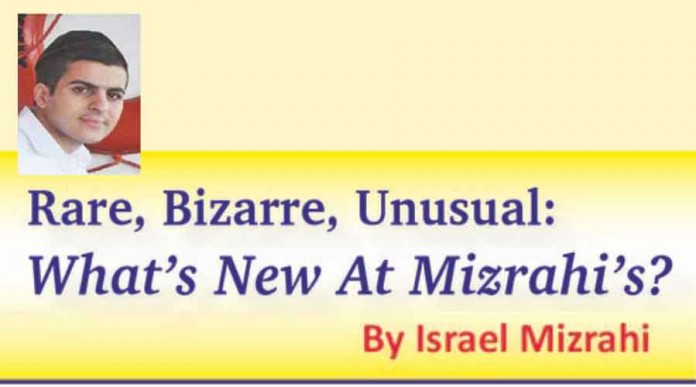 Rare, Bizarre, Unusual:
What's New At Mizrahi's?
By Israel Mizrahi